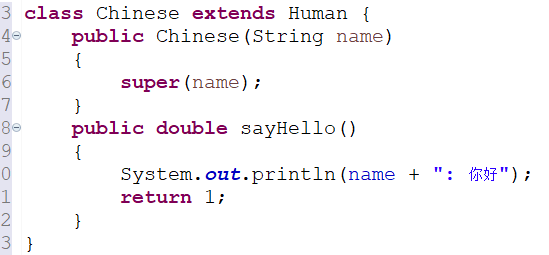 3 class Chinese extends Human {
4 public Chinese(String name)
5 {
6 super(name);
7 }
8 public double sayHello()
9 {
0 System.out.println(name + ": 你好");
1 return 1;
2 }
3 }